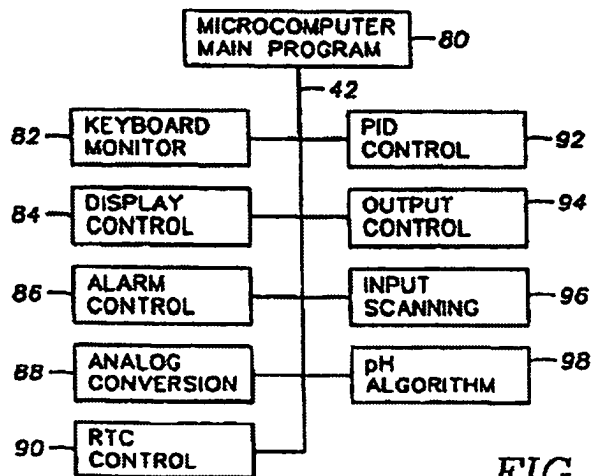 MICROCOMPUTER
MAIN PROGRAM
80
42
82
KEYBOARD
MONITOR
PID
CONTROL
92
84
DISPLAY
CONTROL
OUTPUT
CONTROL
94
86
ALARM
CONTROL
INPUT
SCANNING
96
88
ANALOG
CONVERSION
pH
ALGORITHM
98
90
RTC
CONTROL
FIG